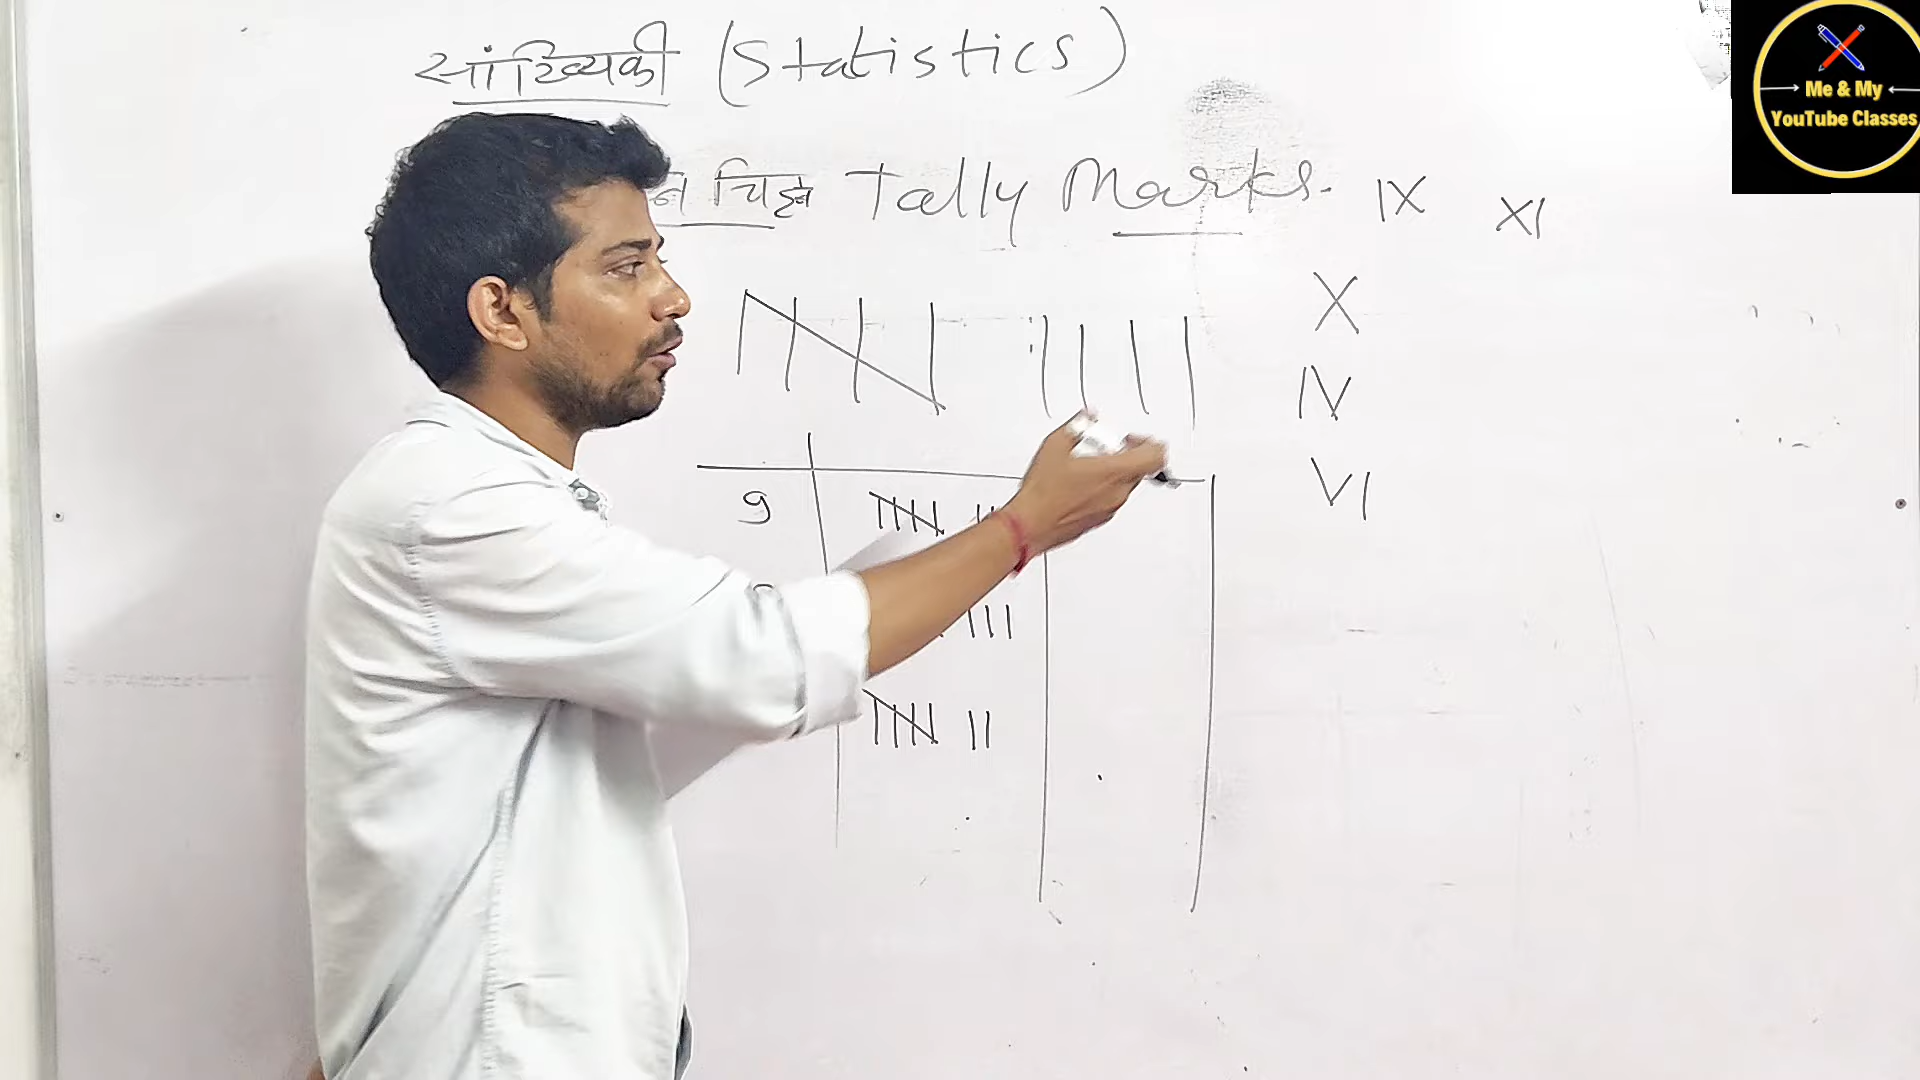 सांख्यिकी (Statistics)
चिह्न Tally Marks. IX XI
X
IV
VI
9
Me & My
YouTube Classes